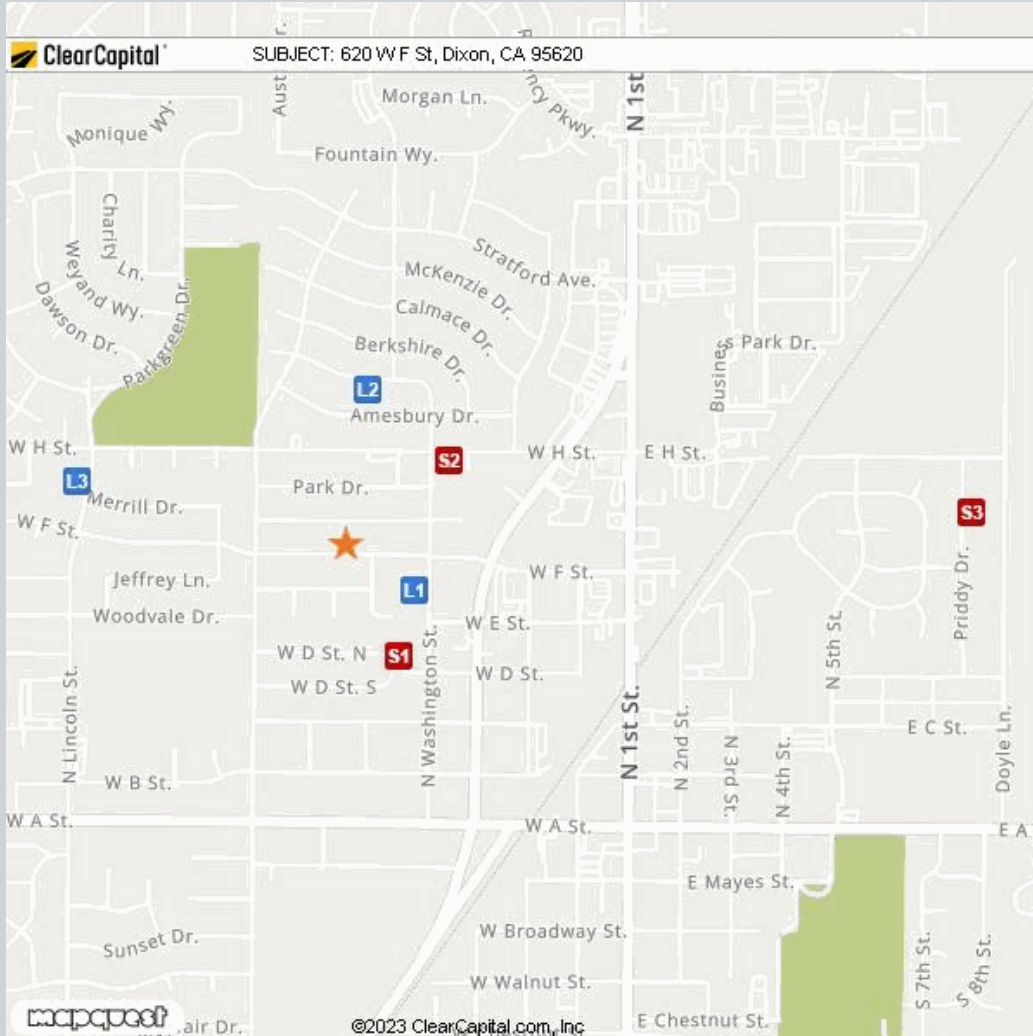 ClearCapital
SUBJECT: 620 W F St, Dixon, CA 95620
Morgan Ln.
N 1st
Monique Wy.
Fountain Wy.
Charity Ln.
Weyand Wy.
Dawson Dr.
Parkgreen Dr.
Stratford Ave.
McKenzie Dr.
Calmace Dr.
Berkshire Dr.
Business Park Dr.
L2
Amesbury Dr.
W H St.
S2
W H St.
E H St.
L3
Merrill Dr.
Park Dr.
S3
W F St.
Jeffrey Ln.
L1
W F St.
Woodvale Dr.
W E St.
Priddy Dr.
W D St. N
S1
W D St.
W D St. S
N Lincoln St.
N Washington St.
N 1st St.
N 2nd St.
N 3rd St.
N 4th St.
N 5th St.
E C St.
Doyle Ln.
W B St.
W A St.
W A St.
E A
E Mayes St.
Sunset Dr.
W Broadway St.
W Walnut St.
S 7th St.
S 8th St.
mapquest
air Dr.
©2023 ClearCapital.com, Inc
E Chestnut St.